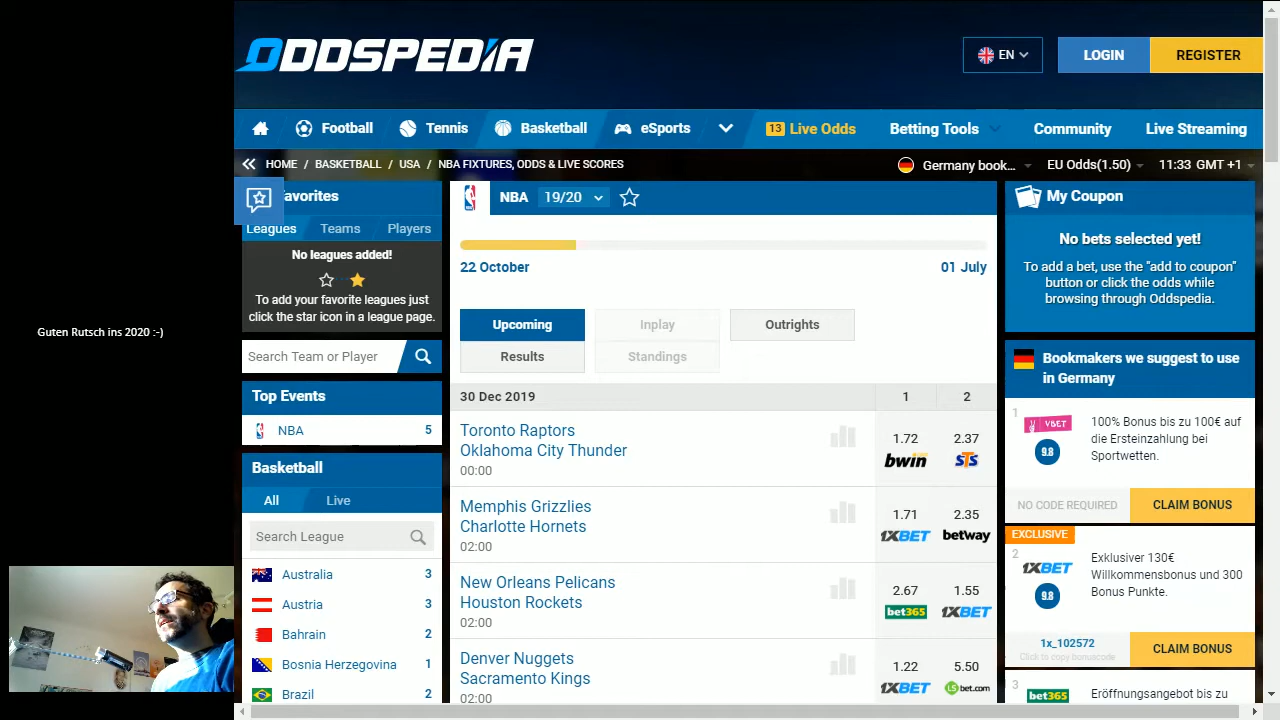 ODDSPEDIA
EN
LOGIN
REGISTER
Football
Tennis
Basketball
eSports
13 Live Odds
Betting Tools
Community
Live Streaming
HOME / BASKETBALL / USA / NBA FIXTURES, ODDS & LIVE SCORES
Germany book...
EU Odds(1.50)
11:33 GMT +1
avorites
Leagues
Teams
Players
No leagues added!
To add your favorite leagues just
click the star icon in a league page.
Guten Rutsch ins 2020 :-)
Search Team or Player
Top Events
NBA 5
Basketball
All
Live
Search League
Australia 3
Austria 3
Bahrain 2
Bosnia Herzegovina 1
Brazil 2
NBA 19/20
22 October
01 July
Upcoming
Inplay
Outrights
Results
Standings
30 Dec 2019 1 2
Toronto Raptors
Oklahoma City Thunder
00:00
1.72 2.37
bwin STS
Memphis Grizzlies
Charlotte Hornets
02:00
1.71 2.35
1XBET betway
New Orleans Pelicans
Houston Rockets
02:00
2.67 1.55
bet365 1XBET
Denver Nuggets
Sacramento Kings
02:00
1.22 5.50
1XBET LSbet.com
My Coupon
No bets selected yet!
To add a bet, use the "add to coupon"
button or click the odds while
browsing through Oddspedia.
Bookmakers we suggest to use
in Germany
1
VBET
9.8
100% Bonus bis zu 100€ auf
die Ersteinzahlung bei
Sportwetten.
NO CODE REQUIRED
CLAIM BONUS
EXCLUSIVE
2
1XBET
9.8
Exklusiver 130€
Willkommensbonus und 300
Bonus Punkte.
1x_102572
Click to copy bonuscode
CLAIM BONUS
3
bet365
Eröffnungsangebot bis zu